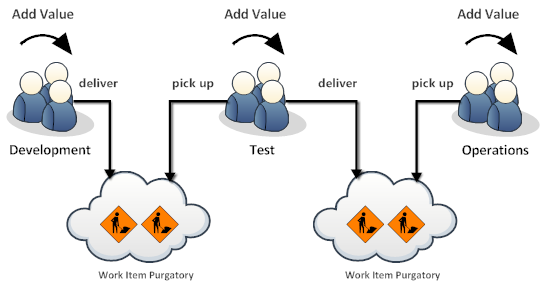 Add Value
Add Value
Add Value
deliver
pick up
deliver
pick up
Development
Test
Operations
Work Item Purgatory
Work Item Purgatory